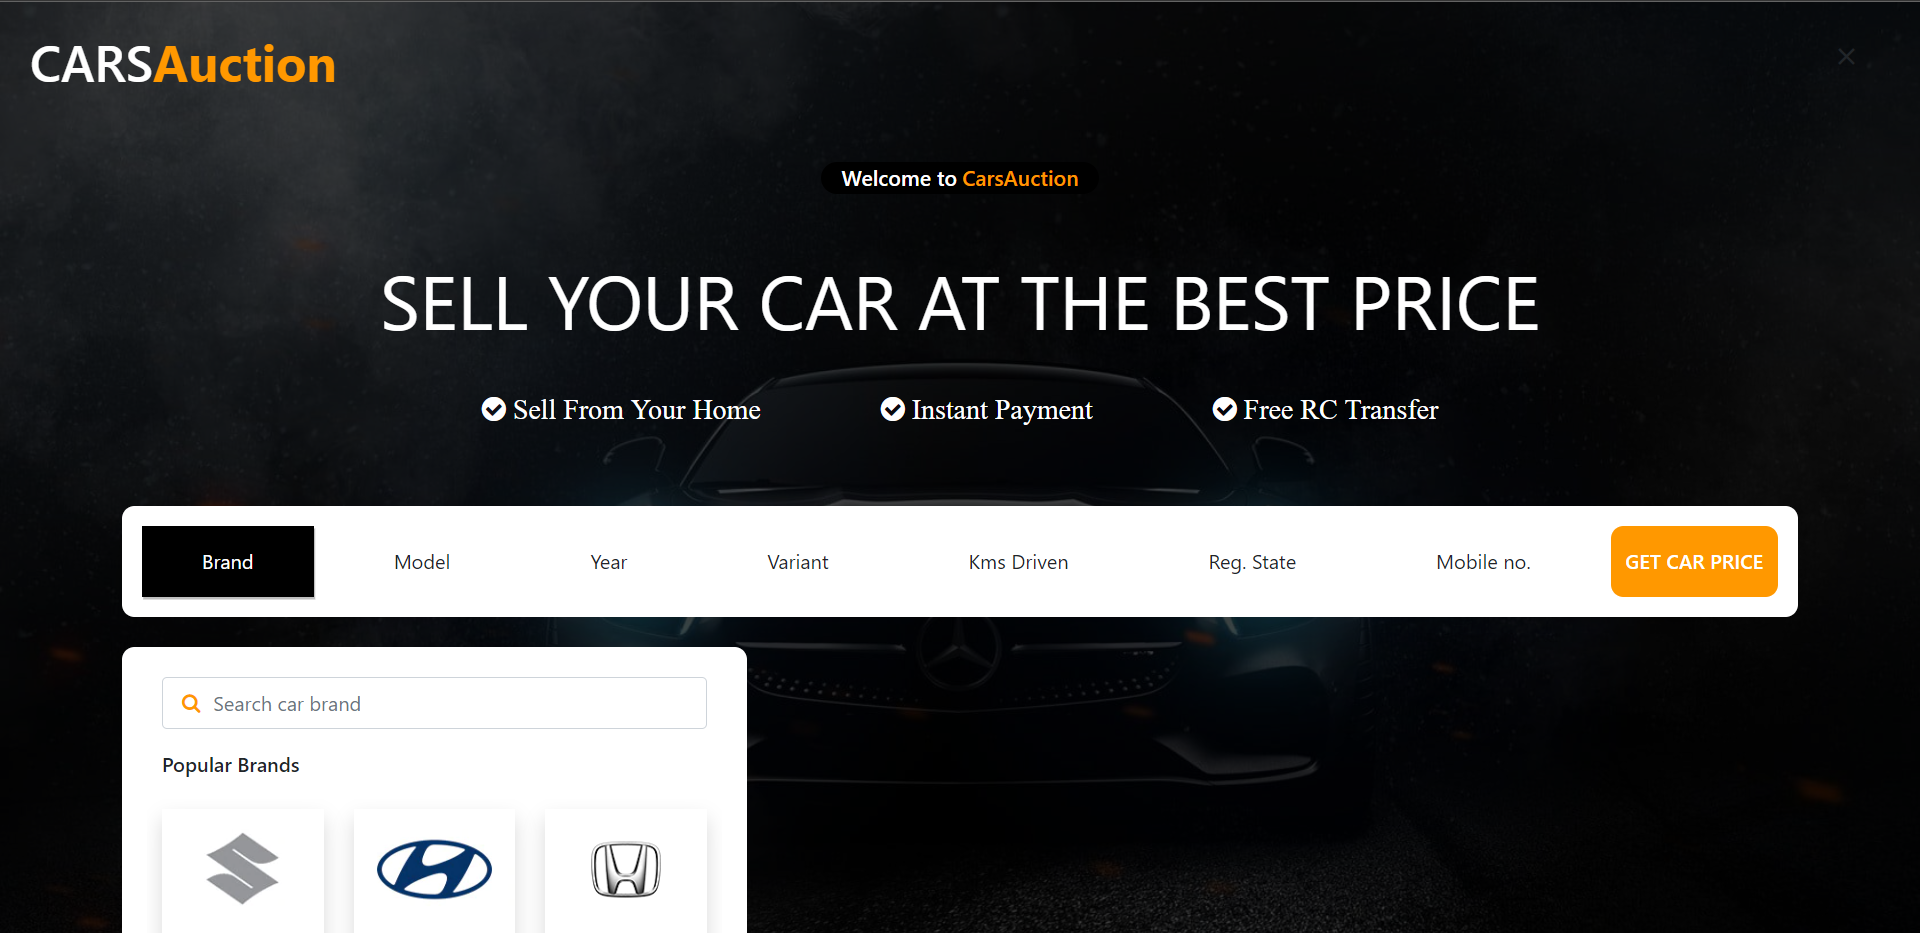 CARSAuction
Welcome to CarsAuction
SELL YOUR CAR AT THE BEST PRICE
Sell From Your Home Instant Payment Free RC Transfer
Brand Model Year Variant Kms Driven Reg. State Mobile no. GET CAR PRICE
Search car brand
Popular Brands